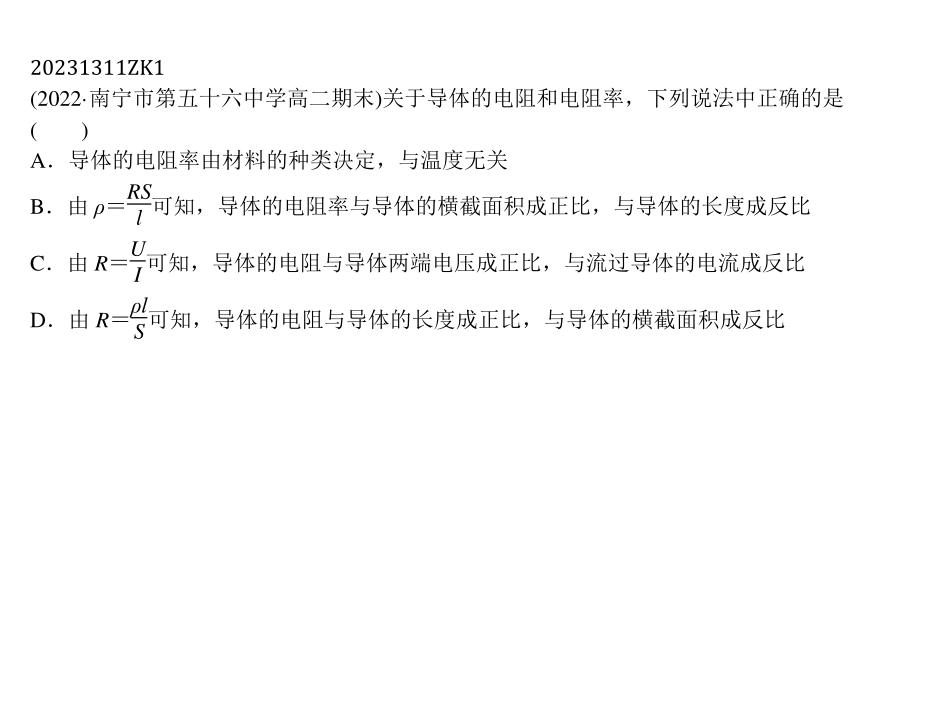 20231311ZK1
(2022·南宁市第五十六中学高二期末)关于导体的电阻和电阻率，下列说法中正确的是
(　　)
A．导体的电阻率由材料的种类决定，与温度无关
B．由 ρ＝RS/l可知，导体的电阻率与导体的横截面积成正比，与导体的长度成反比
C．由 R＝U/I可知，导体的电阻与导体两端电压成正比，与流过导体的电流成反比
D．由 R＝ρl/S可知，导体的电阻与导体的长度成正比，与导体的横截面积成反比